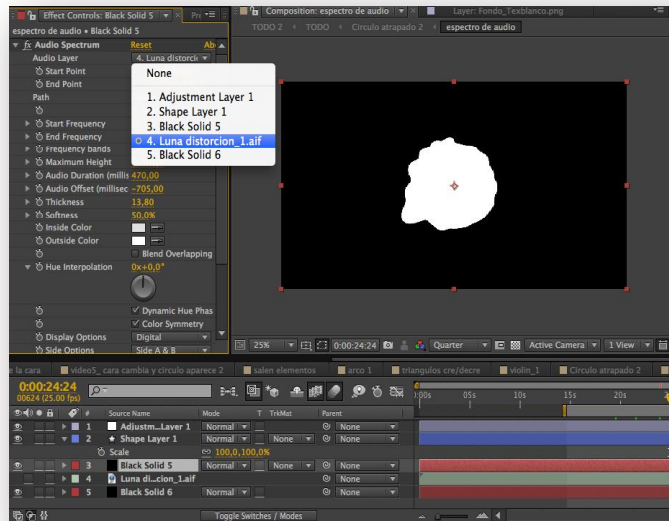 Effect Controls: Black Solid 5
Composition: espectro de audio
Layer: Fondo_Texblanco.png
espectro de audio • Black Solid 5
TODO 2 TODO Circulo atrapado 2 espectro de audio
fx Audio Spectrum Reset Ab
Audio Layer 4. Luna distorci
Start Point
End Point
Path
Start Frequency
End Frequency
Frequency bands
Maximum Height
None
1. Adjustment Layer 1
2. Shape Layer 1
3. Black Solid 5
4. Luna distorcion_1.aif
5. Black Solid 6
Audio Duration (millis 470,00
Audio Offset (millisec -705,00
Thickness 13,80
Softness 50,0%
Inside Color
Outside Color
Blend Overlapping
Hue Interpolation 0x+0,0°
Dynamic Hue Phas
Color Symmetry
Display Options Digital
Side Options Side A & B
25% 0:00:24:24 Quarter Active Camera 1 View
e la cara video5_ cara cambia y circulo aparece 2 salen elementos arco 1 triangulos cre/decre violin_1 Circulo atrapado 2
0:00:24:24
00624 (25.00 fps)
):00s 05s 10s 15s 20s
# Source Name Mode T TrkMat Parent
1 Adjustm...Layer 1 Normal None
2 Shape Layer 1 Normal None None
Scale 100,0,100,0%
3 Black Solid 5 Normal None None
4 Luna di...cion_1.aif None
5 Black Solid 6 Normal None
Toggle Switches / Modes